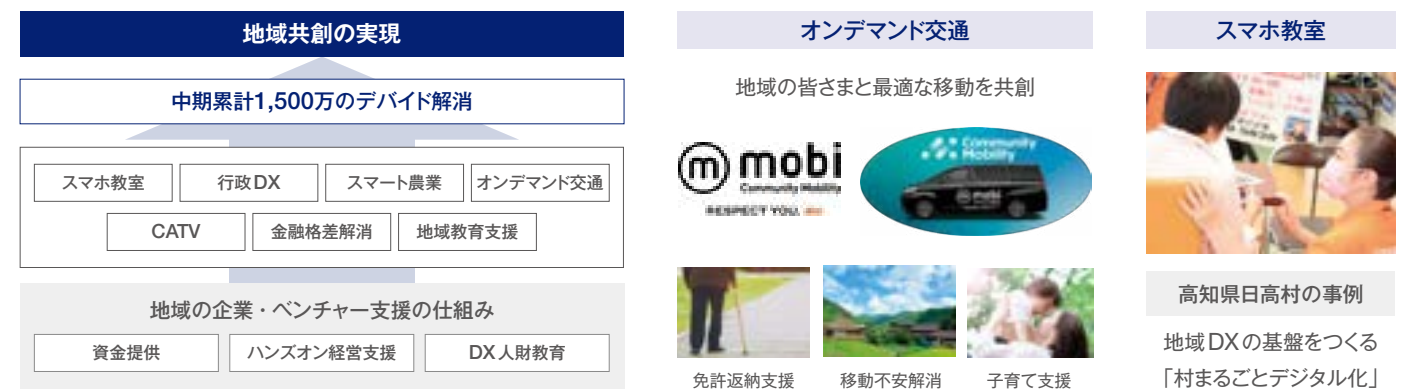 地域共創の実現
中期累計1,500万のデバイド解消
スマホ教室
行政DX
スマート農業
オンデマンド交通
CATV
金融格差解消
地域教育支援
地域の企業・ベンチャー支援の仕組み
資金提供
ハンズオン経営支援
DX人財教育
オンデマンド交通
地域の皆さまと最適な移動を共創
mobi
Community Mobility
RESPECT YOU.
Community
Mobility
mobi
免許返納支援
移動不安解消
子育て支援
スマホ教室
高知県日高村の事例
地域DXの基盤をつくる
「村まるごとデジタル化」